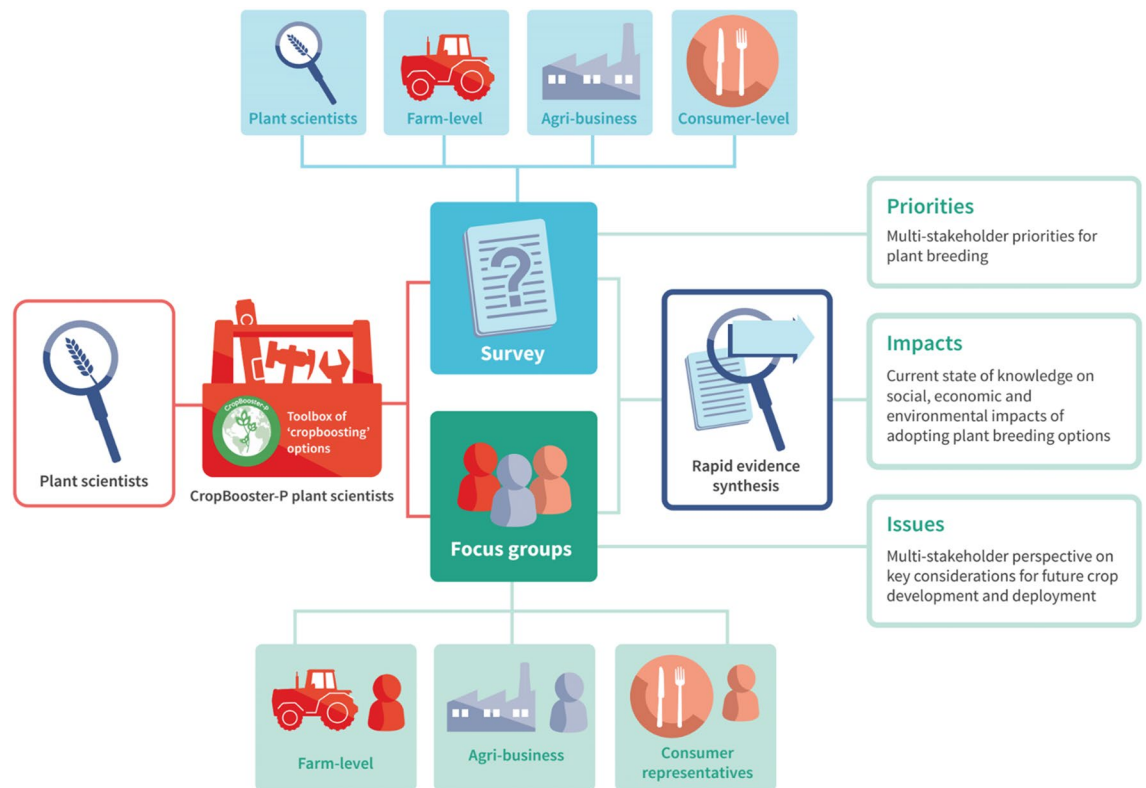 Plant scientists
Farm-level
Agri-business
Consumer-level
Survey
Priorities
Multi-stakeholder priorities for
plant breeding
Plant scientists
CropBooster-P
Toolbox of
‘cropboosting’
options
CropBooster-P plant scientists
Rapid evidence
synthesis
Impacts
Current state of knowledge on
social, economic and
environmental impacts of
adopting plant breeding options
Focus groups
Issues
Multi-stakeholder perspective on
key considerations for future crop
development and deployment
Farm-level
Agri-business
Consumer
representatives